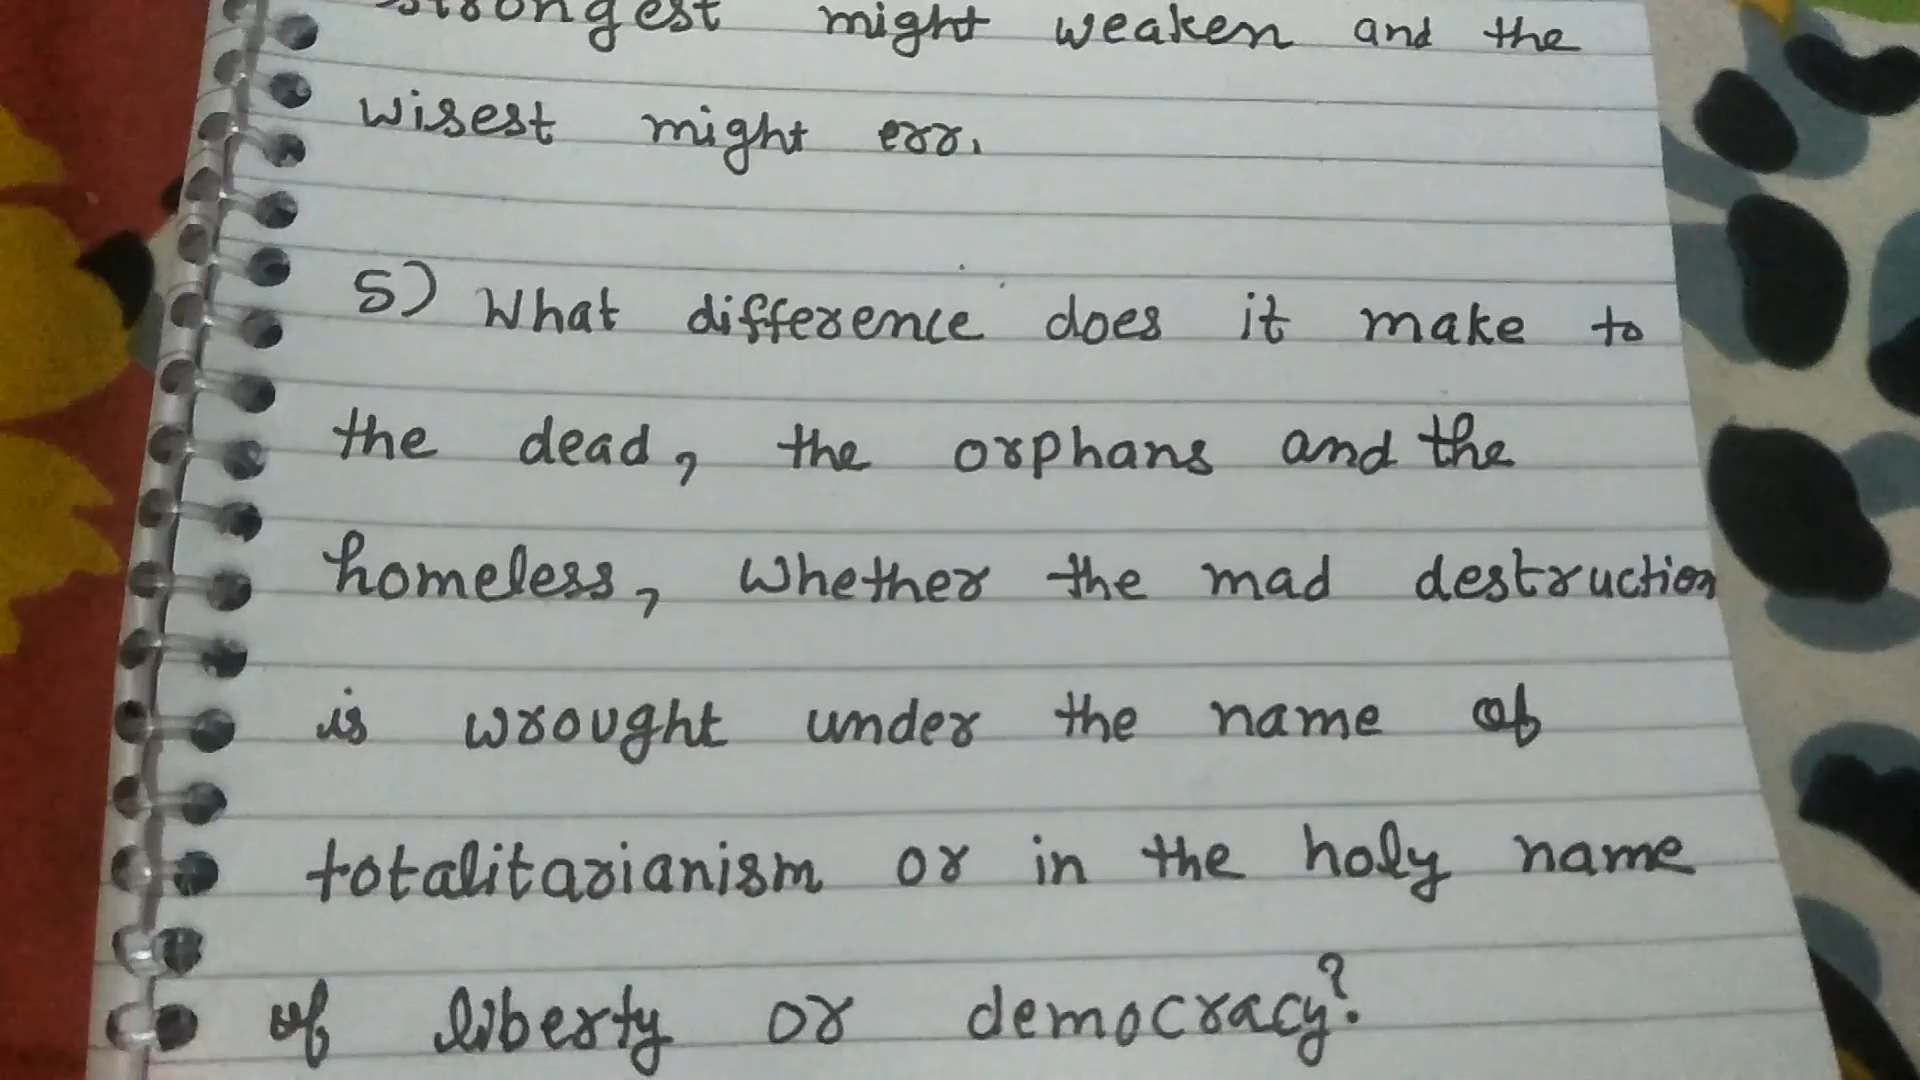 strongest might weaken and the
wisest might err.
5) What difference does it make to
the dead, the orphans and the
homeless, whether the mad destruction
is wrought under the name of
totalitarianism or in the holy name
of liberty or democracy?